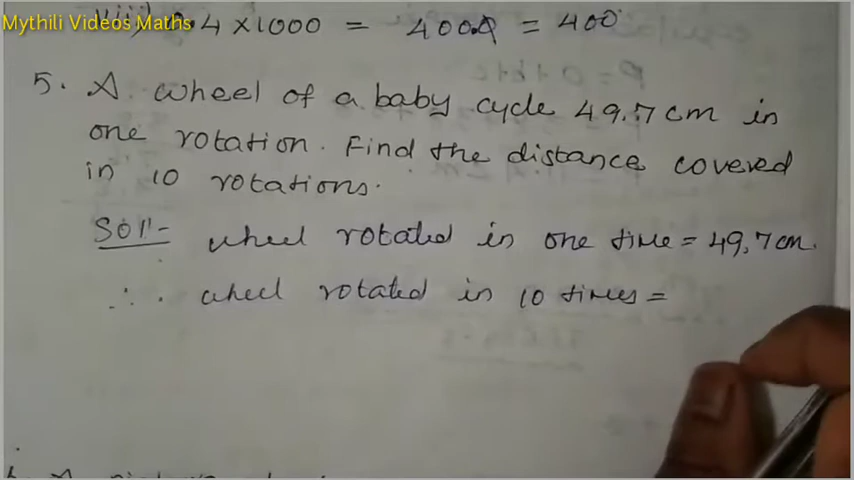 Mythili Videos Maths
4 × 1000 = 400.0 = 400
5. A wheel of a baby cycle 49.7 cm in
one rotation. Find the distance covered
in 10 rotations.
Sol:- wheel rotated in one time = 49.7 cm.
∴ wheel rotated in 10 times =